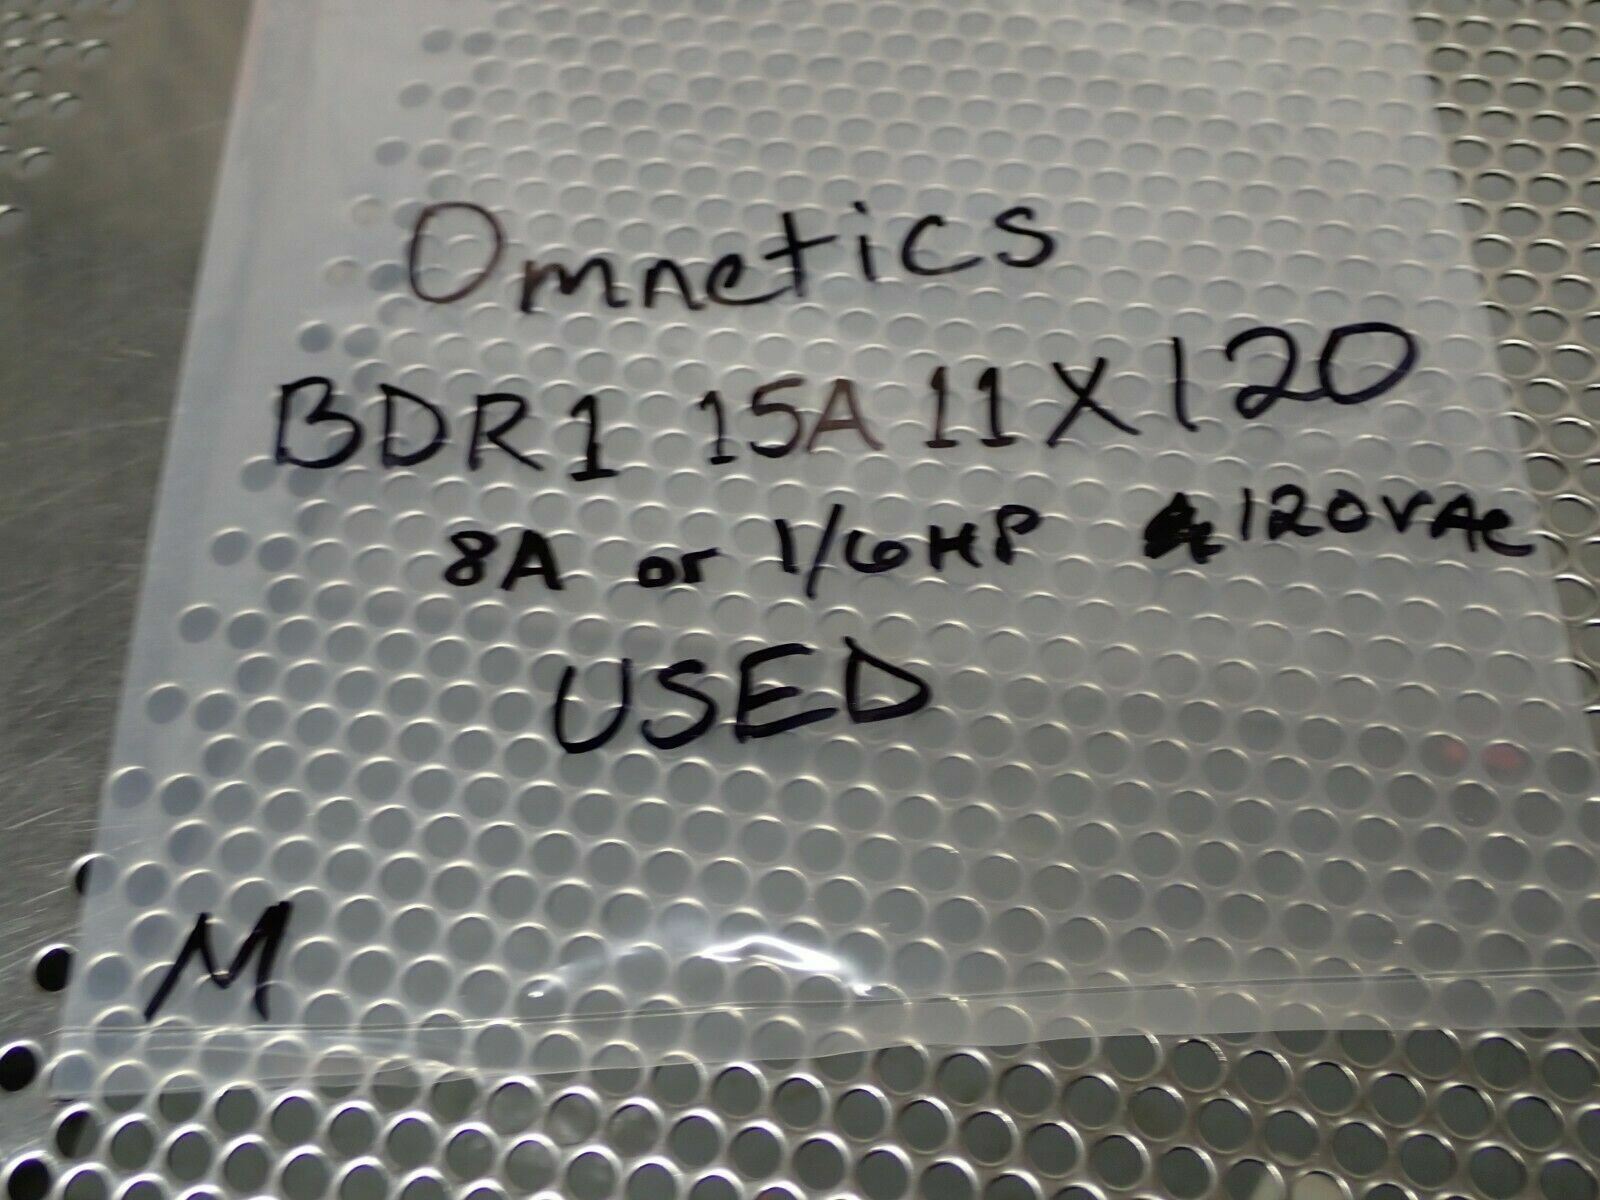 Omnetics
BDR1 15A 11X120
8A or 1/6HP 120VAC
USED
M